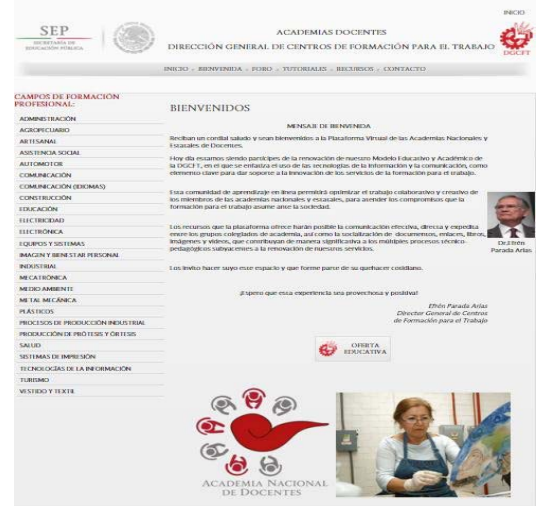 INICIO
SEP
SECRETARÍA DE
EDUCACIÓN PÚBLICA
ACADEMIAS DOCENTES
DIRECCIÓN GENERAL DE CENTROS DE FORMACIÓN PARA EL TRABAJO
DGCFT
INICIO - BIENVENIDA - FORO - TUTORIALES - RECURSOS - CONTACTO
CAMPOS DE FORMACIÓN
PROFESIONAL:
ADMINISTRACIÓN
AGROPECUARIO
ARTESANAL
ASISTENCIA SOCIAL
AUTOMOTOR
COMUNICACIÓN
COMUNICACIÓN (IDIOMAS)
CONSTRUCCIÓN
EDUCACIÓN
ELECTRICIDAD
ELECTRÓNICA
EQUIPOS Y SISTEMAS
IMAGEN Y BIENESTAR PERSONAL
INDUSTRIAL
MECATRÓNICA
MEDIO AMBIENTE
METAL MECÁNICA
PLÁSTICOS
PROCESOS DE PRODUCCIÓN INDUSTRIAL
PRODUCCIÓN DE PRÓTESIS Y ÓRTESIS
SALUD
SISTEMAS DE IMPRESIÓN
TECNOLOGÍAS DE LA INFORMACIÓN
TURISMO
VESTIDO Y TEXTIL
BIENVENIDOS
MENSAJE DE BIENVENIDA
Reciban un cordial saludo y sean bienvenidos a la Plataforma Virtual de las Academias Nacionales y
Estatales de Docentes.
Hoy día estamos siendo partícipes de la renovación de nuestro Modelo Educativo y Académico de
la DGCFT, en el que se enfatiza el uso de las tecnologías de la información y la comunicación, como
elemento clave para dar soporte a la innovación de los servicios de la formación para el trabajo.
Esta comunidad de aprendizaje en línea permitirá optimizar el trabajo colaborativo y creativo de
los miembros de las academias nacionales y estatales, para atender los compromisos que la
formación para el trabajo asume ante la sociedad.
Los recursos que la plataforma ofrece harán posible la comunicación efectiva, directa y expedita
entre los grupos colegiados de academia, así como la socialización de documentos, enlaces, libros,
imágenes y videos, que contribuyan de manera significativa a los múltiples procesos técnico-
pedagógicos subyacentes a la renovación de nuestros servicios.
Los invito hacer suyo este espacio y que forme parte de su quehacer cotidiano.
¡Espero que esta experiencia sea provechosa y positiva!
Efrén Parada Arias
Director General de Centros
de Formación para el Trabajo
Dr.Efrén
Parada Arias
OFERTA
EDUCATIVA
ACADEMIA NACIONAL
DE DOCENTES